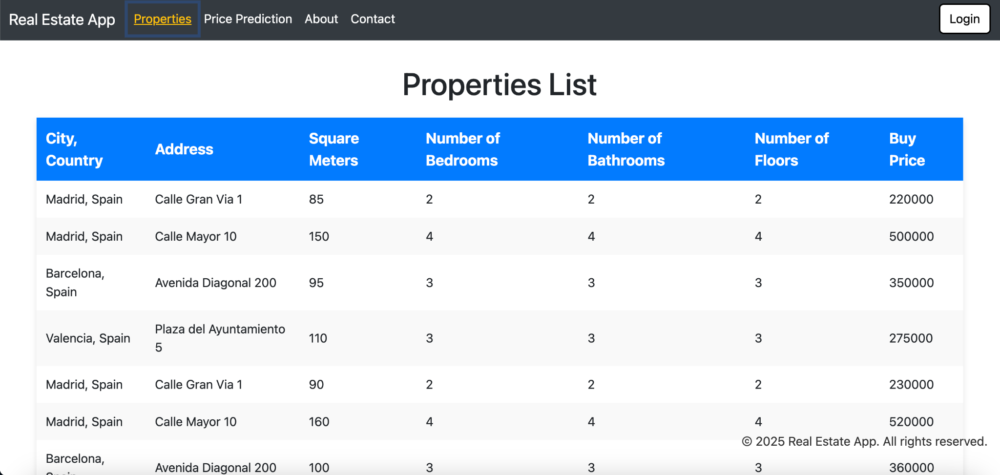 Real Estate App Properties Price Prediction About Contact Login
Properties List
City, Country Address Square Meters Number of Bedrooms Number of Bathrooms Number of Floors Buy Price
Madrid, Spain Calle Gran Via 1 85 2 2 2 220000
Madrid, Spain Calle Mayor 10 150 4 4 4 500000
Barcelona, Spain Avenida Diagonal 200 95 3 3 3 350000
Valencia, Spain Plaza del Ayuntamiento 5 110 3 3 3 275000
Madrid, Spain Calle Gran Via 1 90 2 2 2 230000
Madrid, Spain Calle Mayor 10 160 4 4 4 520000
© 2025 Real Estate App. All rights reserved.
Barcelona, Avenida Diagonal 200 100 3 3 3 360000